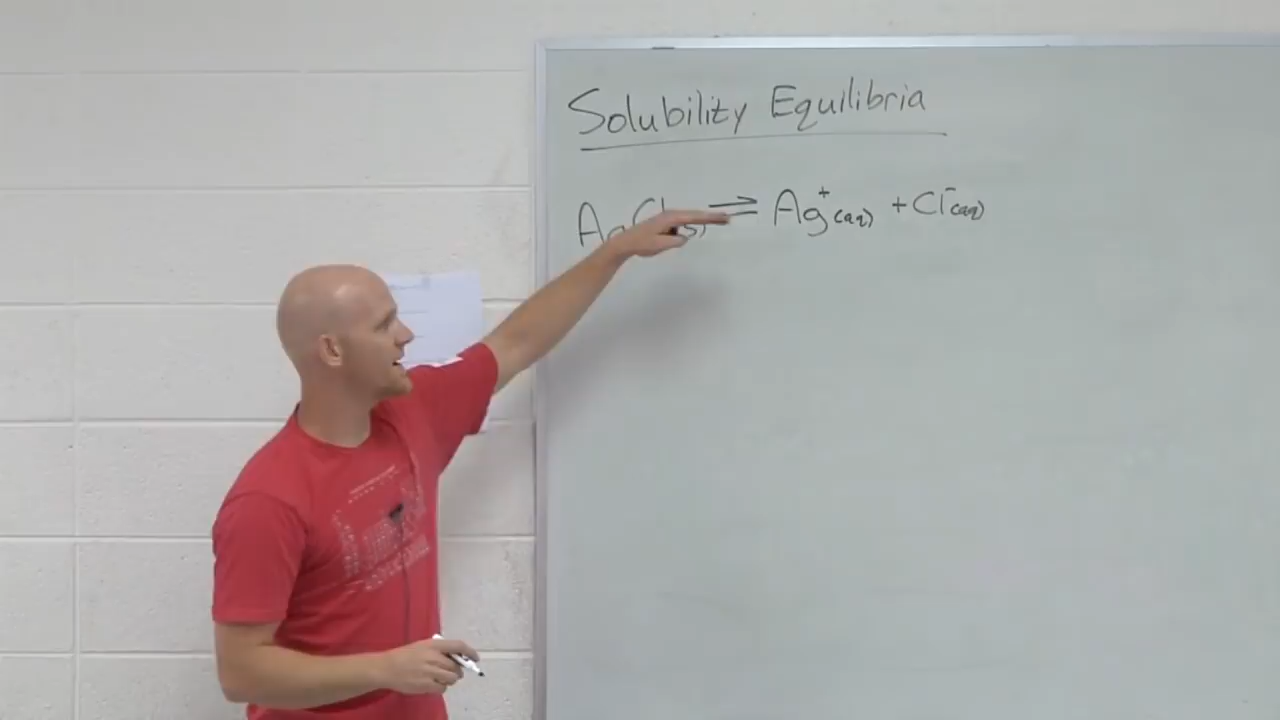 Solubility Equilibria
⇌ Ag⁺(aq) + Cl⁻(aq)